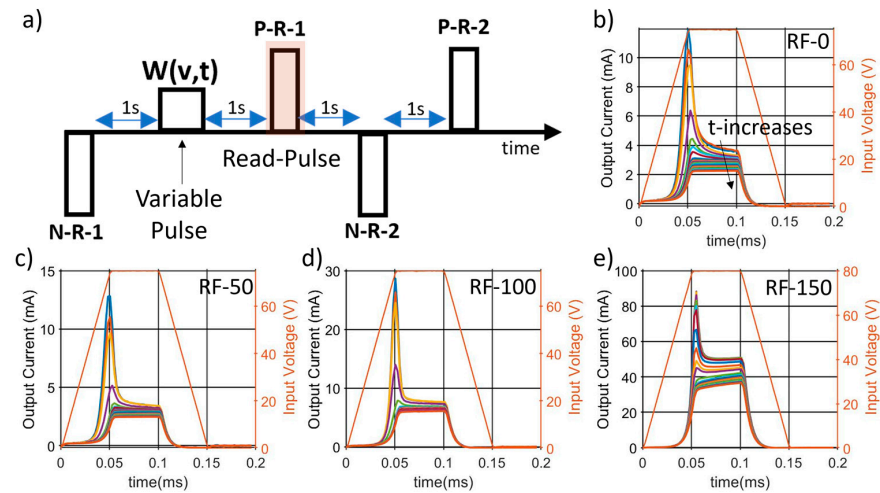 a)
P-R-1
P-R-2
W(v,t)
1s
1s
1s
1s
time
Read-Pulse
Variable
Pulse
N-R-1
N-R-2
b)
RF-0
t-increases
Output Current (mA)
12
10
8
6
4
2
0
Input Voltage (V)
60
40
20
0
0
0.05
0.1
0.15
0.2
time(ms)
c)
RF-50
Output Current (mA)
15
10
5
0
Input Voltage (V)
60
40
20
0
0
0.05
0.1
0.15
0.2
time(ms)
d)
RF-100
Output Current (mA)
30
20
10
0
Input Voltage (V)
60
40
20
0
0
0.05
0.1
0.15
0.2
time(ms)
e)
RF-150
Output Current (mA)
100
80
60
40
20
0
Input Voltage (V)
80
60
40
20
0
0
0.05
0.1
0.15
0.2
time(ms)